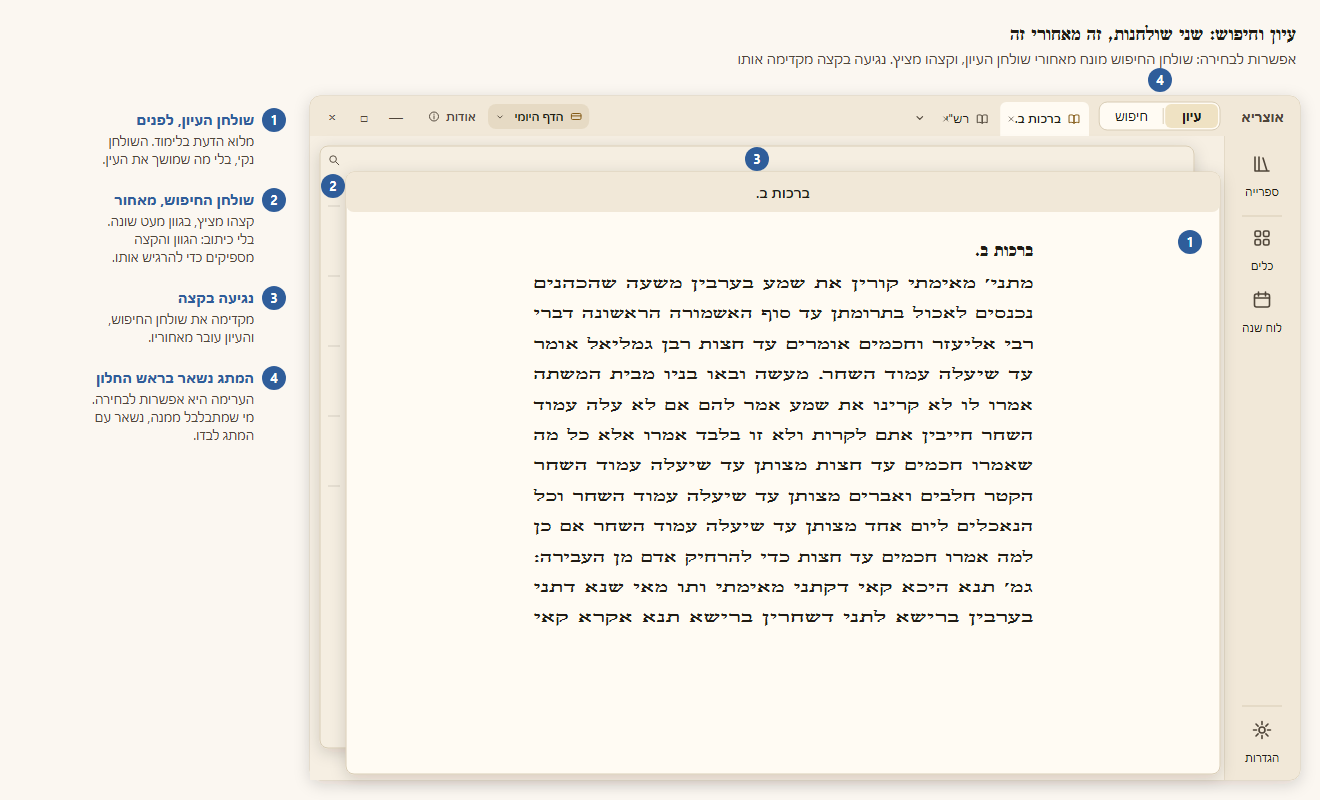 עיון וחיפוש: שני שולחנות, זה מאחורי זה
אפשרות לבחירה: שולחן החיפוש מונח מאחורי שולחן העיון, וקצהו מציץ. נגיעה בקצה מקדימה אותו
4
אוצריא
עיון
חיפוש
ברכות ב.
רש"י
הדף היומי
אודות
ספרייה
כלים
לוח שנה
הגדרות
3
2
1
ברכות ב.
ברכות ב.
מתני׳ מאימתי קורין את שמע בערבין משעה שהכהנים
נכנסים לאכול בתרומתן עד סוף האשמורה הראשונה דברי
רבי אליעזר וחכמים אומרים עד חצות רבן גמליאל אומר
עד שיעלה עמוד השחר. מעשה ובאו בניו מבית המשתה
אמרו לו לא קרינו את שמע אמר להם אם לא עלה עמוד
השחר חייבין אתם לקרות ולא זו בלבד אמרו אלא כל מה
שאמרו חכמים עד חצות מצותן עד שיעלה עמוד השחר
הקטר חלבים ואברים מצותן עד שיעלה עמוד השחר וכל
הנאכלים ליום אחד מצותן עד שיעלה עמוד השחר אם כן
למה אמרו חכמים עד חצות כדי להרחיק אדם מן העבירה:
גמ׳ תנא היכא קאי דקתני מאימתי ותו מאי שנא דתני
בערבין ברישא לתני דשחרין ברישא תנא אקרא קאי
1 שולחן העיון, לפנים
מלוא הדעת בלימוד. השולחן
נקי, בלי מה שמושך את העין.
2 שולחן החיפוש, מאחור
קצהו מציץ, בגוון מעט שונה.
בלי כיתוב: הגוון והקצה
מספיקים כדי להרגיש אותו.
3 נגיעה בקצה
מקדימה את שולחן החיפוש,
והעיון עובר מאחוריו.
4 המתג נשאר בראש החלון
הערימה היא אפשרות לבחירה.
מי שמתבלבל ממנה, נשאר עם
המתג לבדו.